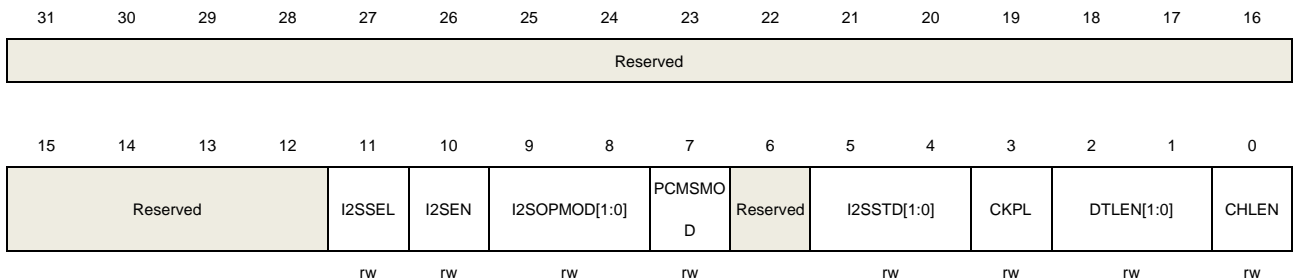 31 30 29 28 27 26 25 24 23 22 21 20 19 18 17 16
Reserved
15 14 13 12 11 10 9 8 7 6 5 4 3 2 1 0
Reserved I2SSEL I2SEN I2SOPMOD[1:0] PCMSMO
D Reserved I2SSTD[1:0] CKPL DTLEN[1:0] CHLEN
rw rw rw rw rw rw rw rw